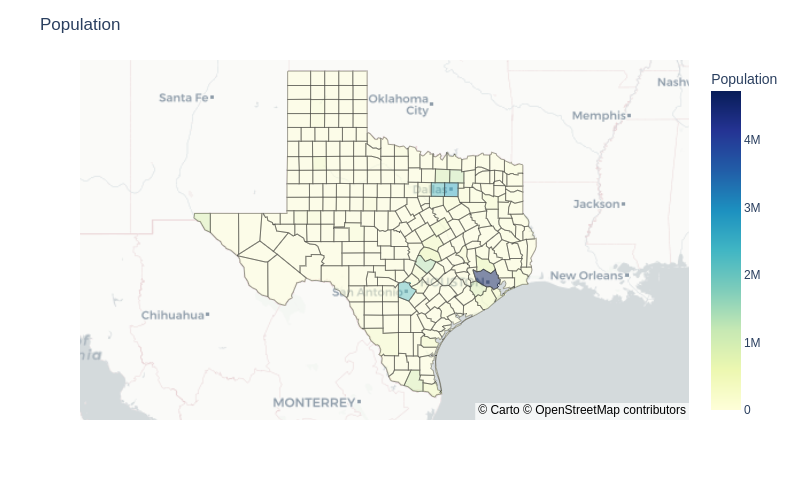 Population
Population
Nashv
Santa Fe
Oklahoma
City
Memphis
4M
Dallas
Jackson
3M
New Orleans
2M
San Antonio
Chihuahua
1M
MONTERREY
0
© Carto © OpenStreetMap contributors